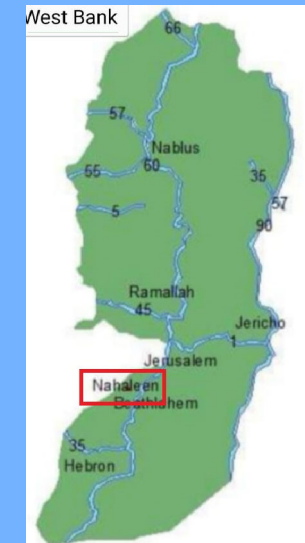 West Bank
66
57
Nablus
60
55
35
57
5
90
Ramallah
45
Jericho
1
Jerusalem
Nahaleen
Beathlahem
35
Hebron